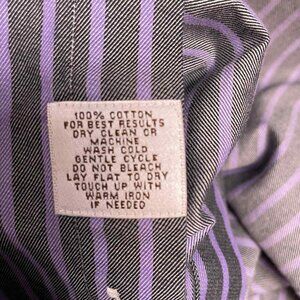 100% COTTON
FOR BEST RESULTS
DRY CLEAN OR
MACHINE
WASH COLD
GENTLE CYCLE
DO NOT BLEACH
LAY FLAT TO DRY
TOUCH UP WITH
WARM IRON
IF NEEDED